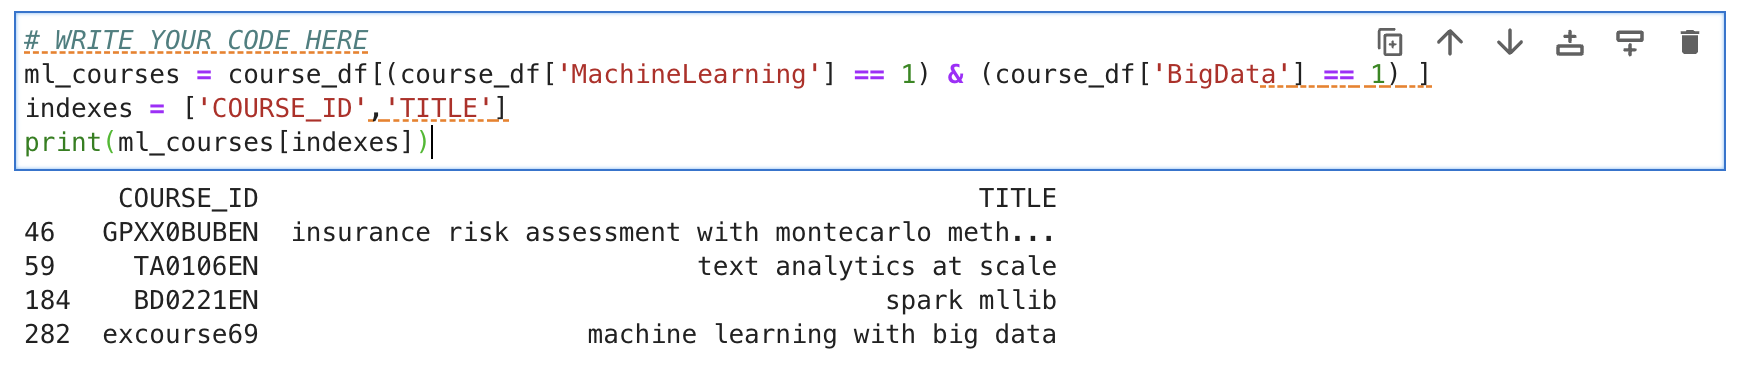 # WRITE YOUR CODE HERE
ml_courses = course_df[(course_df['MachineLearning'] == 1) & (course_df['BigData'] == 1) ]
indexes = ['COURSE_ID','TITLE']
print(ml_courses[indexes])
COURSE_ID TITLE
46 GPXX0BUBEN insurance risk assessment with montecarlo meth...
59 TA0106EN text analytics at scale
184 BD0221EN spark mllib
282 excourse69 machine learning with big data